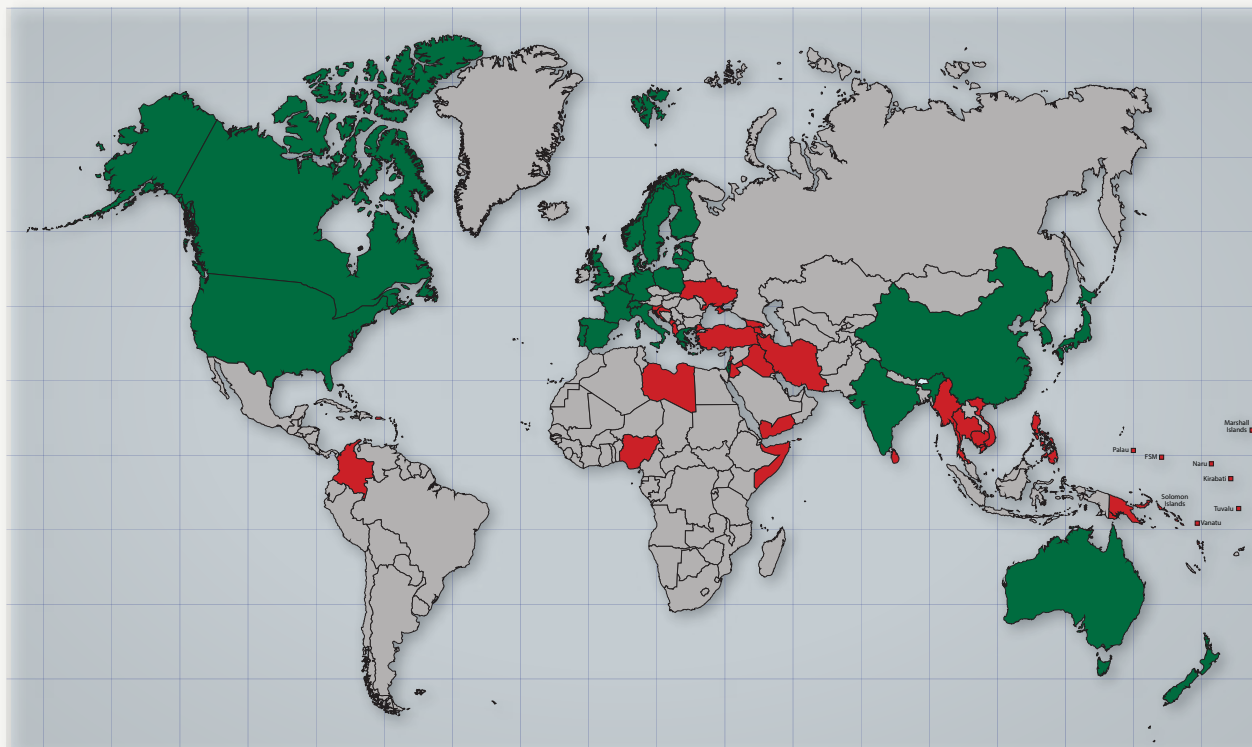 Marshall
Islands
Palau
FSM
Naru
Kirabati
Solomon
Islands
Tuvalu
Vanatu